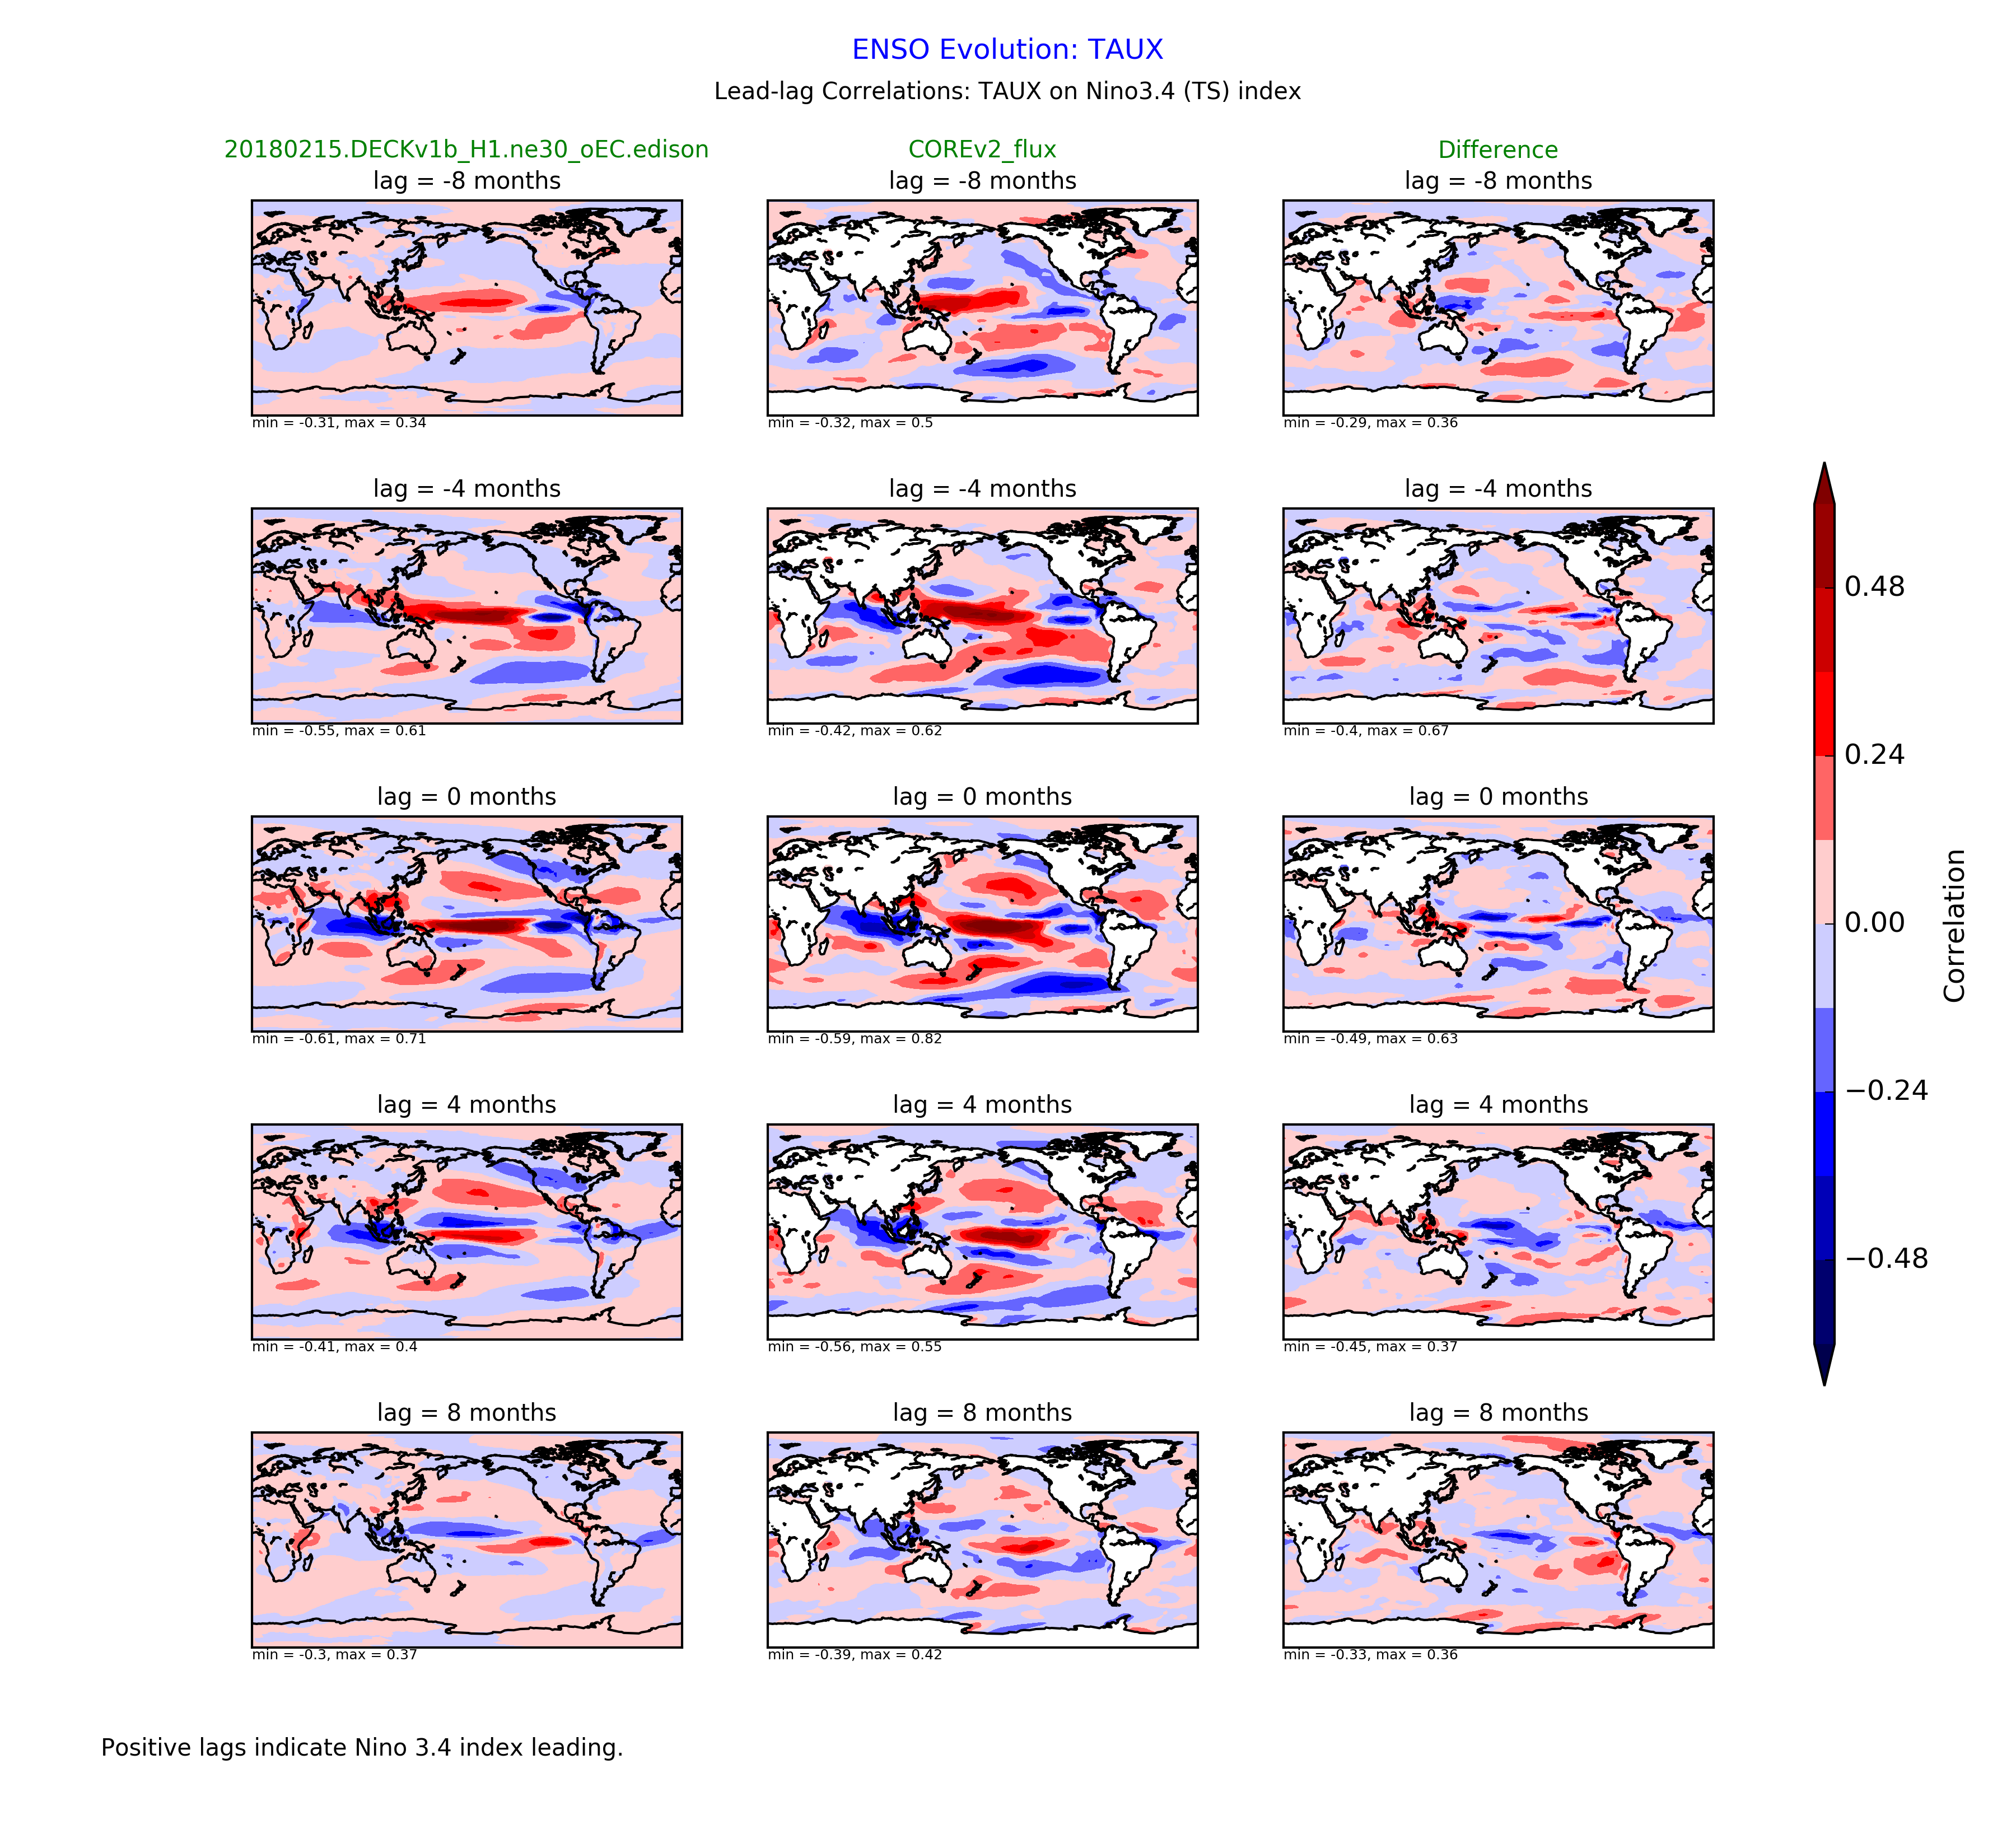 ENSO Evolution: TAUX
Lead-lag Correlations: TAUX on Nino3.4 (TS) index
20180215.DECKv1b_H1.ne30_oEC.edison COREv2_flux Difference
lag = -8 months lag = -8 months lag = -8 months
min = -0.31, max = 0.34 min = -0.32, max = 0.5 min = -0.29, max = 0.36
lag = -4 months lag = -4 months lag = -4 months
min = -0.55, max = 0.61 min = -0.42, max = 0.62 min = -0.4, max = 0.67
lag = 0 months lag = 0 months lag = 0 months
min = -0.61, max = 0.71 min = -0.59, max = 0.82 min = -0.49, max = 0.63
lag = 4 months lag = 4 months lag = 4 months
min = -0.41, max = 0.4 min = -0.56, max = 0.55 min = -0.45, max = 0.37
lag = 8 months lag = 8 months lag = 8 months
min = -0.3, max = 0.37 min = -0.39, max = 0.42 min = -0.33, max = 0.36
0.48
0.24
0.00
−0.24
−0.48
Correlation
Positive lags indicate Nino 3.4 index leading.